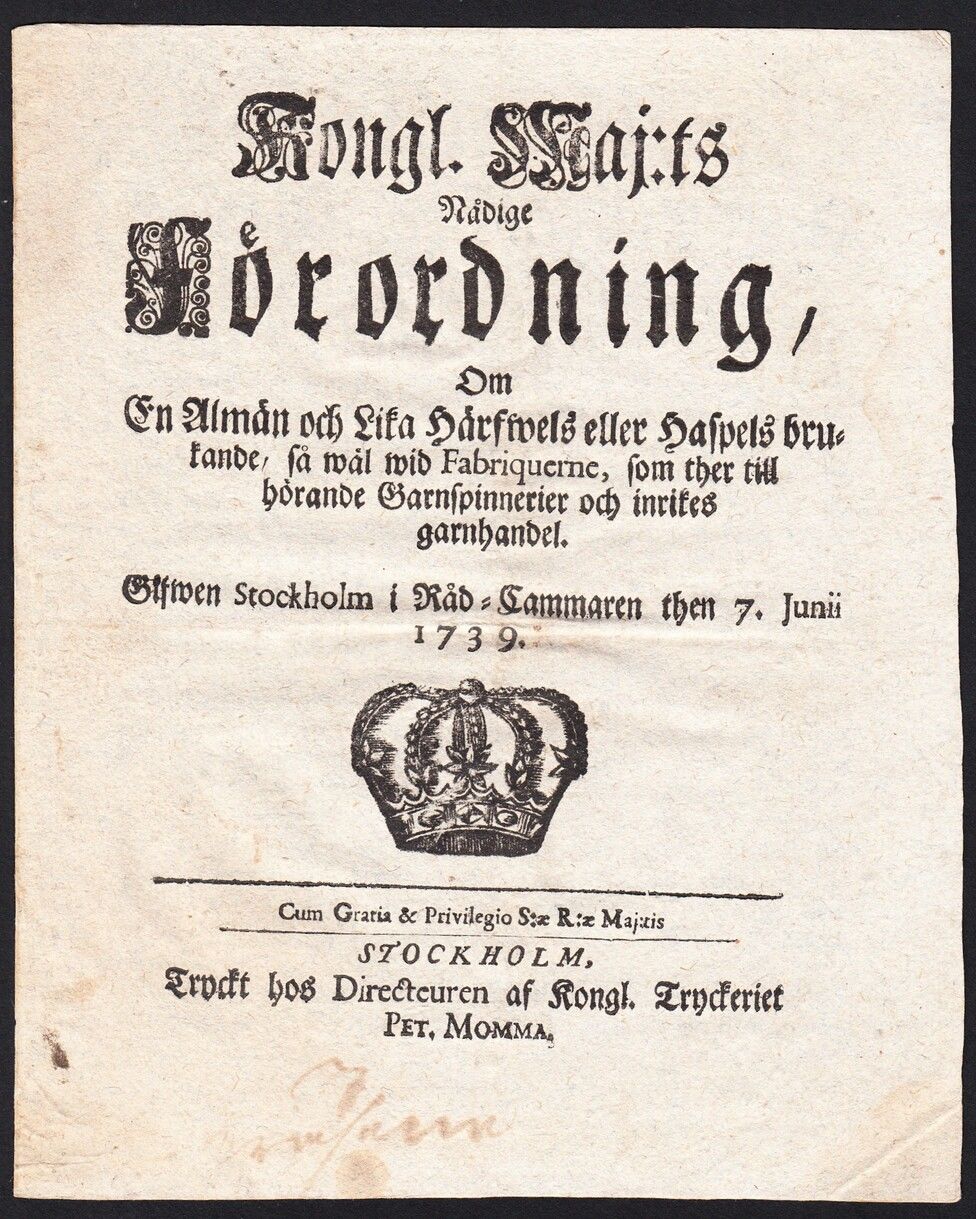 Kongl. Maj:ts
Nådige
Förordning,
Om
En Almän och Lika Härfwels eller Haspels bru-
kande, så wäl wid Fabriquerne, som ther till
hörande Garnspinnerier och inrikes
garnhandel.
Gifwen Stockholm i Råd-Cammaren then 7. Junii
1739.
Cum Gratia & Privilegio S:æ R:æ Maj:tis
STOCKHOLM,
Tryckt hos Directeuren af Kongl. Tryckeriet
PET. MOMMA.